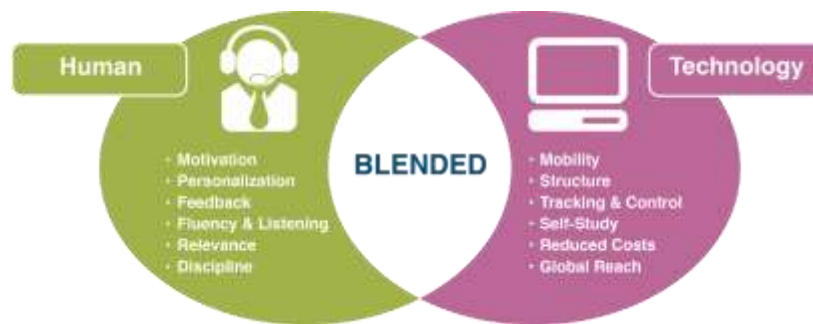 Human
• Motivation
• Personalization
• Feedback
• Fluency & Listening
• Relevance
• Discipline
BLENDED
Technology
• Mobility
• Structure
• Tracking & Control
• Self-Study
• Reduced Costs
• Global Reach